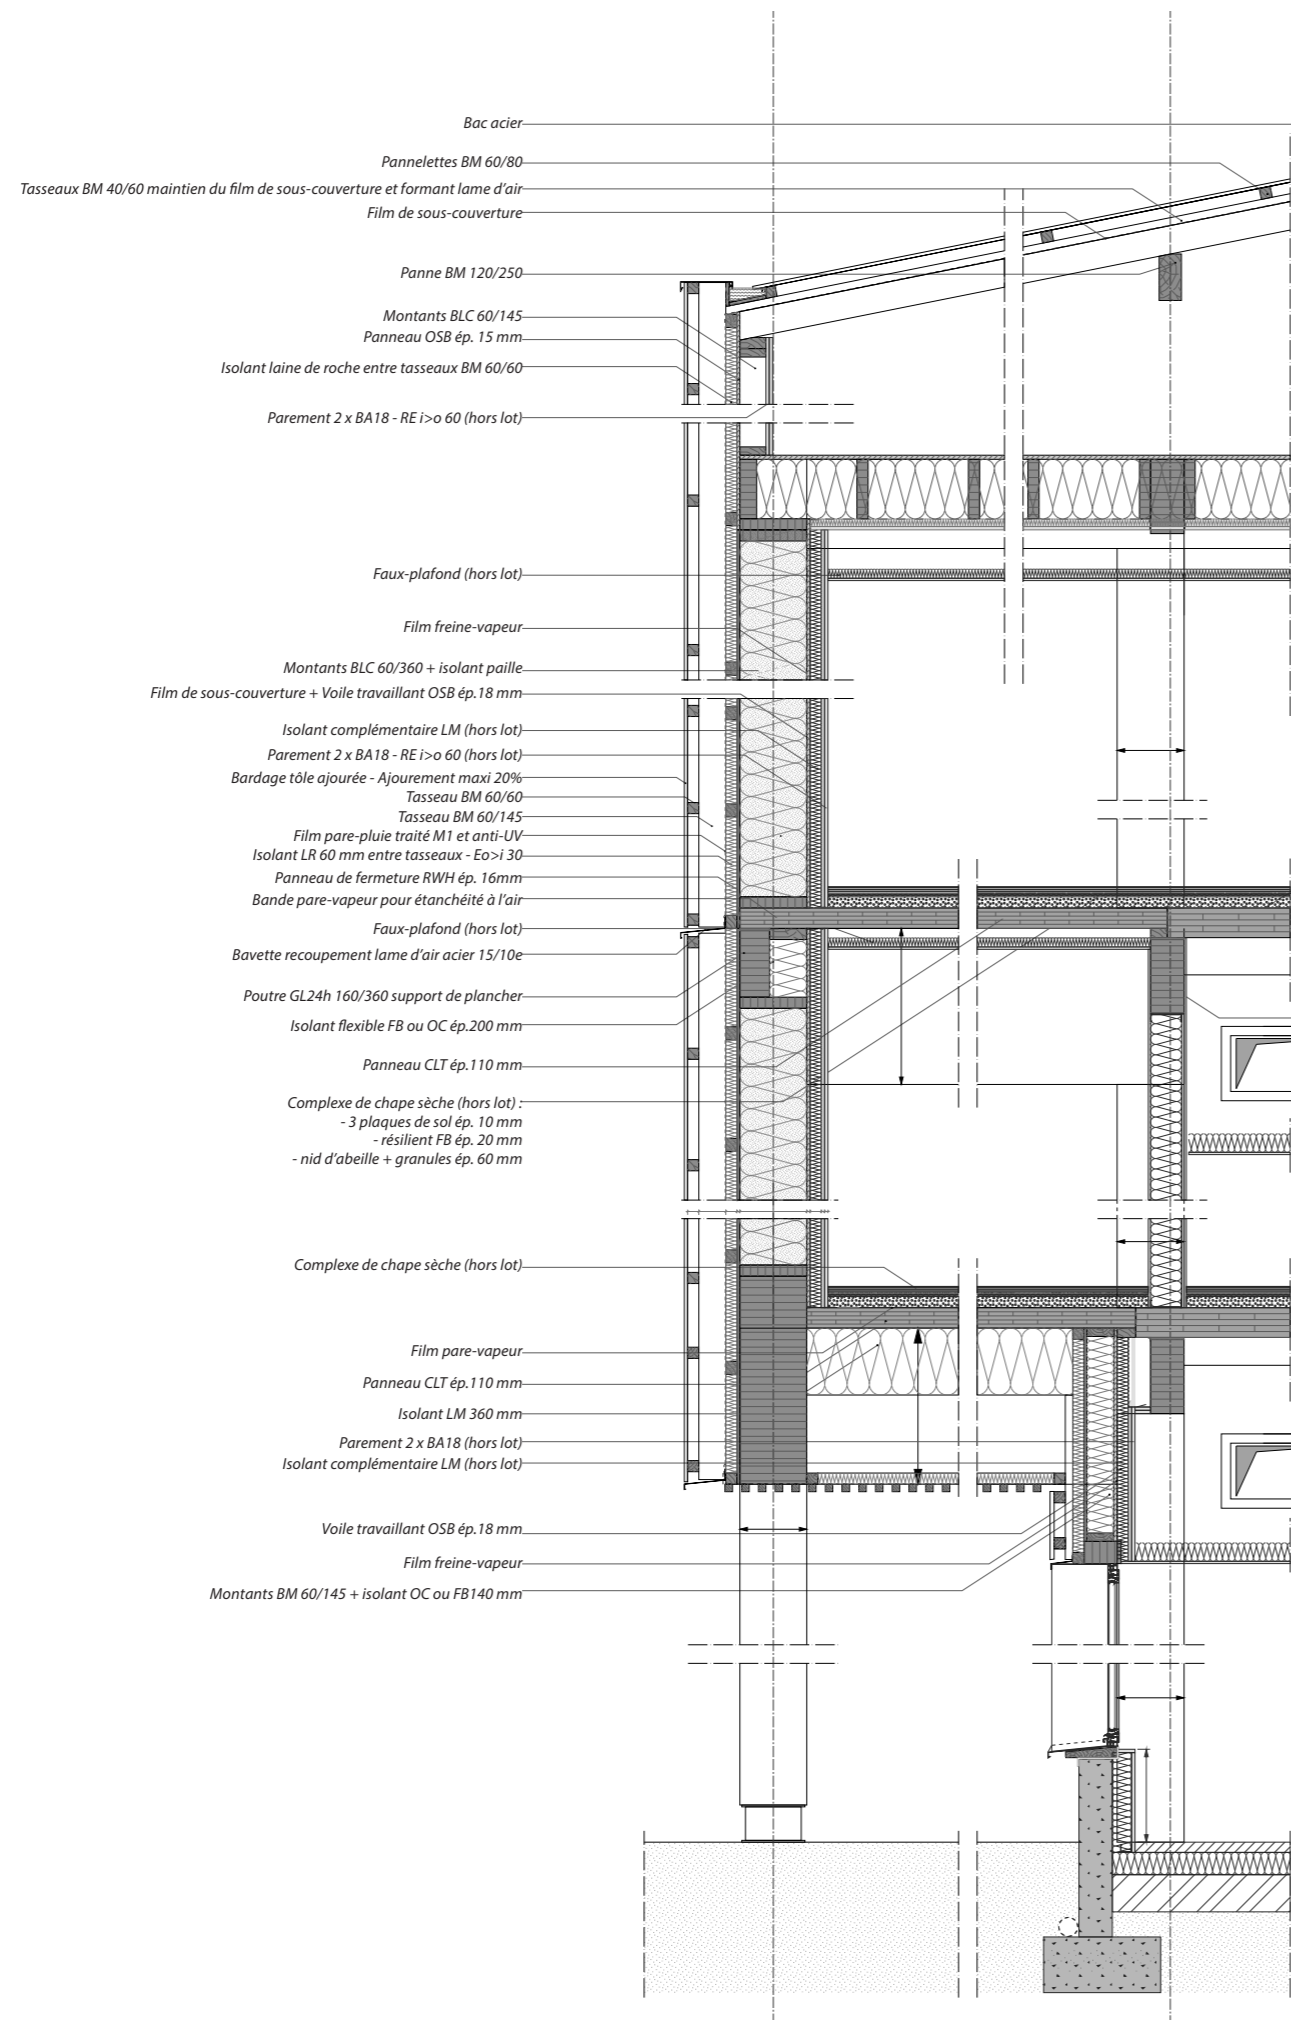 Bac acier
Pannelettes BM 60/80
Tasseaux BM 40/60 maintien du film de sous-couverture et formant lame d'air
Film de sous-couverture
Panne BM 120/250
Montants BLC 60/145
Panneau OSB ép. 15 mm
Isolant laine de roche entre tasseaux BM 60/60
Parement 2 x BA18 - RE i>o 60 (hors lot)
Faux-plafond (hors lot)
Film freine-vapeur
Montants BLC 60/360 + isolant paille
Film de sous-couverture + Voile travaillant OSB ép.18 mm
Isolant complémentaire LM (hors lot)
Parement 2 x BA18 - RE i>o 60 (hors lot)
Bardage tôle ajourée - Ajourement maxi 20%
Tasseau BM 60/60
Tasseau BM 60/145
Film pare-pluie traité M1 et anti-UV
Isolant LR 60 mm entre tasseaux - Eo>i 30
Panneau de fermeture RWH ép. 16mm
Bande pare-vapeur pour étanchéité à l'air
Faux-plafond (hors lot)
Bavette recoupement lame d'air acier 15/10e
Poutre GL24h 160/360 support de plancher
Isolant flexible FB ou OC ép.200 mm
Panneau CLT ép.110 mm
Complexe de chape sèche (hors lot) :
- 3 plaques de sol ép. 10 mm
- résilient FB ép. 20 mm
- nid d'abeille + granules ép. 60 mm
Complexe de chape sèche (hors lot)
Film pare-vapeur
Panneau CLT ép.110 mm
Isolant LM 360 mm
Parement 2 x BA18 (hors lot)
Isolant complémentaire LM (hors lot)
Voile travaillant OSB ép.18 mm
Film freine-vapeur
Montants BM 60/145 + isolant OC ou FB140 mm